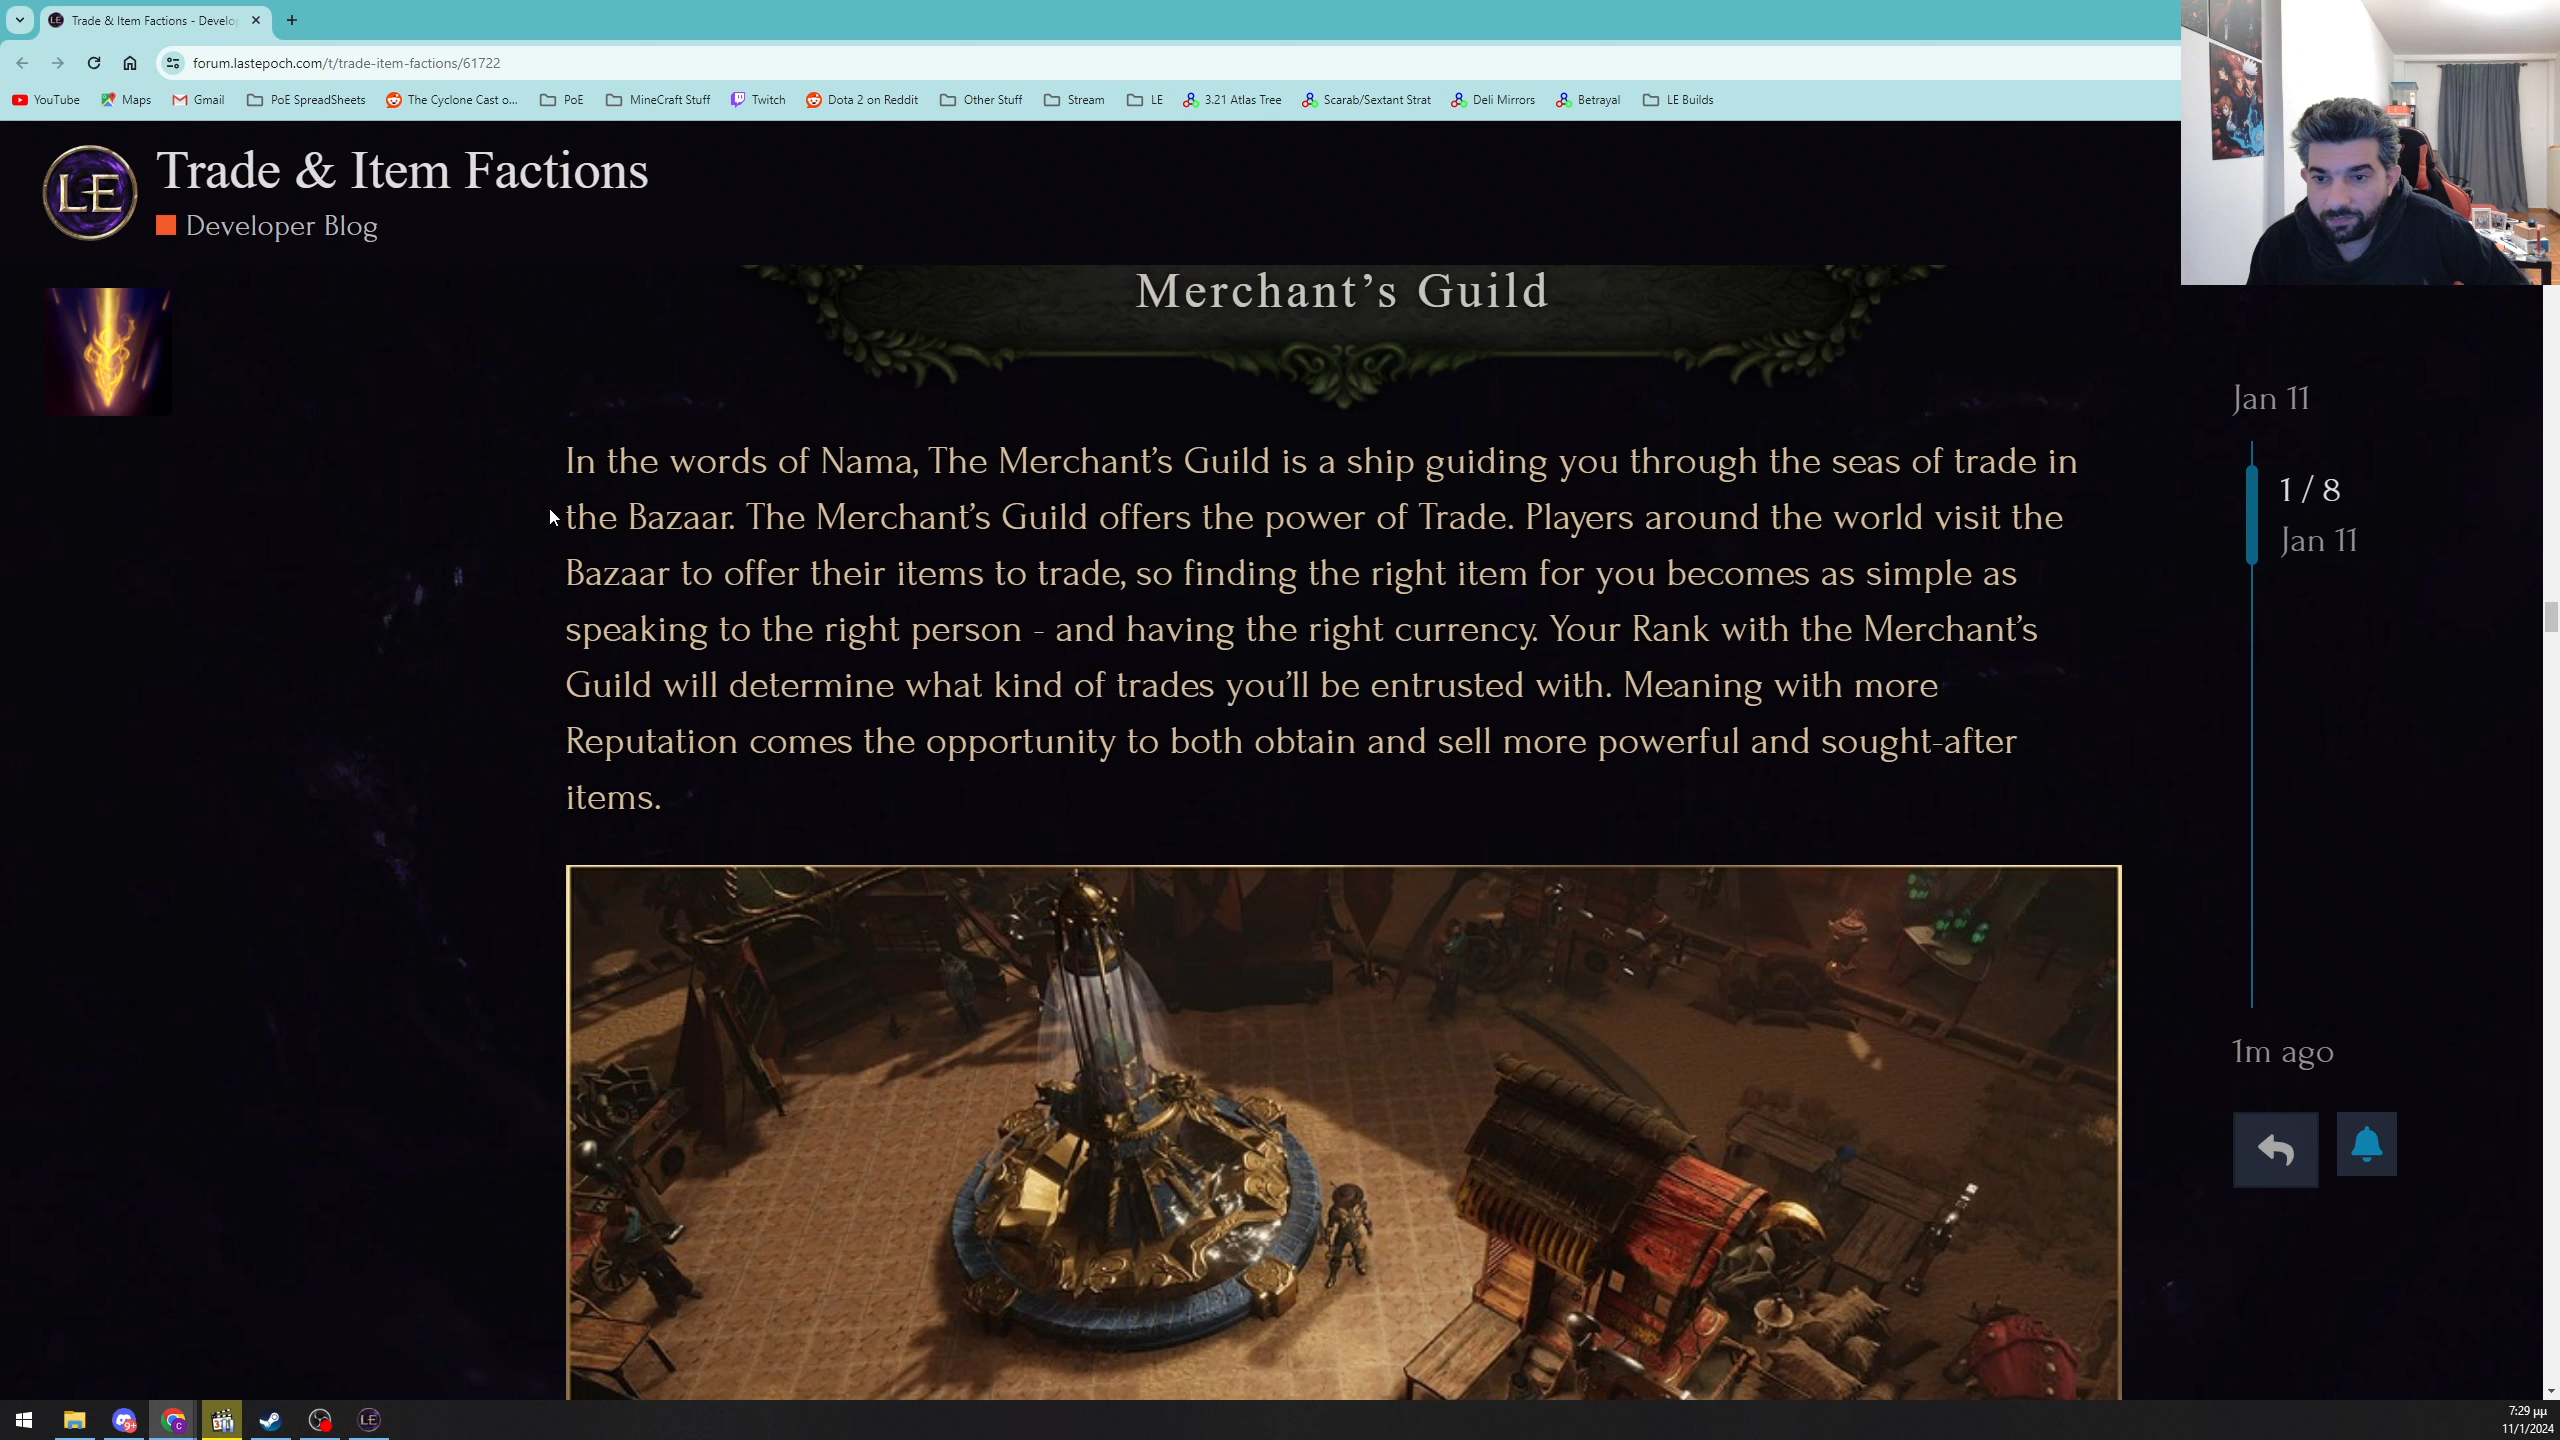 Trade & Item Factions - Develo
forum.lastepoch.com/t/trade-item-factions/61722
YouTube Maps Gmail PoE SpreadSheets The Cyclone Cast o... PoE MineCraft Stuff Twitch Dota 2 on Reddit Other Stuff Stream LE 3.21 Atlas Tree Scarab/Sextant Strat Deli Mirrors Betrayal LE Builds
LE
Trade & Item Factions
Developer Blog
Merchant's Guild
In the words of Nama, The Merchant's Guild is a ship guiding you through the seas of trade in
the Bazaar. The Merchant's Guild offers the power of Trade. Players around the world visit the
Bazaar to offer their items to trade, so finding the right item for you becomes as simple as
speaking to the right person - and having the right currency. Your Rank with the Merchant's
Guild will determine what kind of trades you'll be entrusted with. Meaning with more
Reputation comes the opportunity to both obtain and sell more powerful and sought-after
items.
Jan 11
1 / 8
Jan 11
1m ago
9+
LE
7:29 μμ
11/1/2024